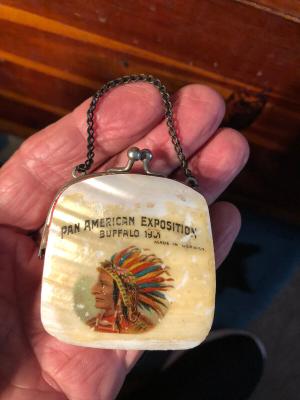 PAN AMERICAN EXPOSITION
BUFFALO 1901
MADE IN GERMANY